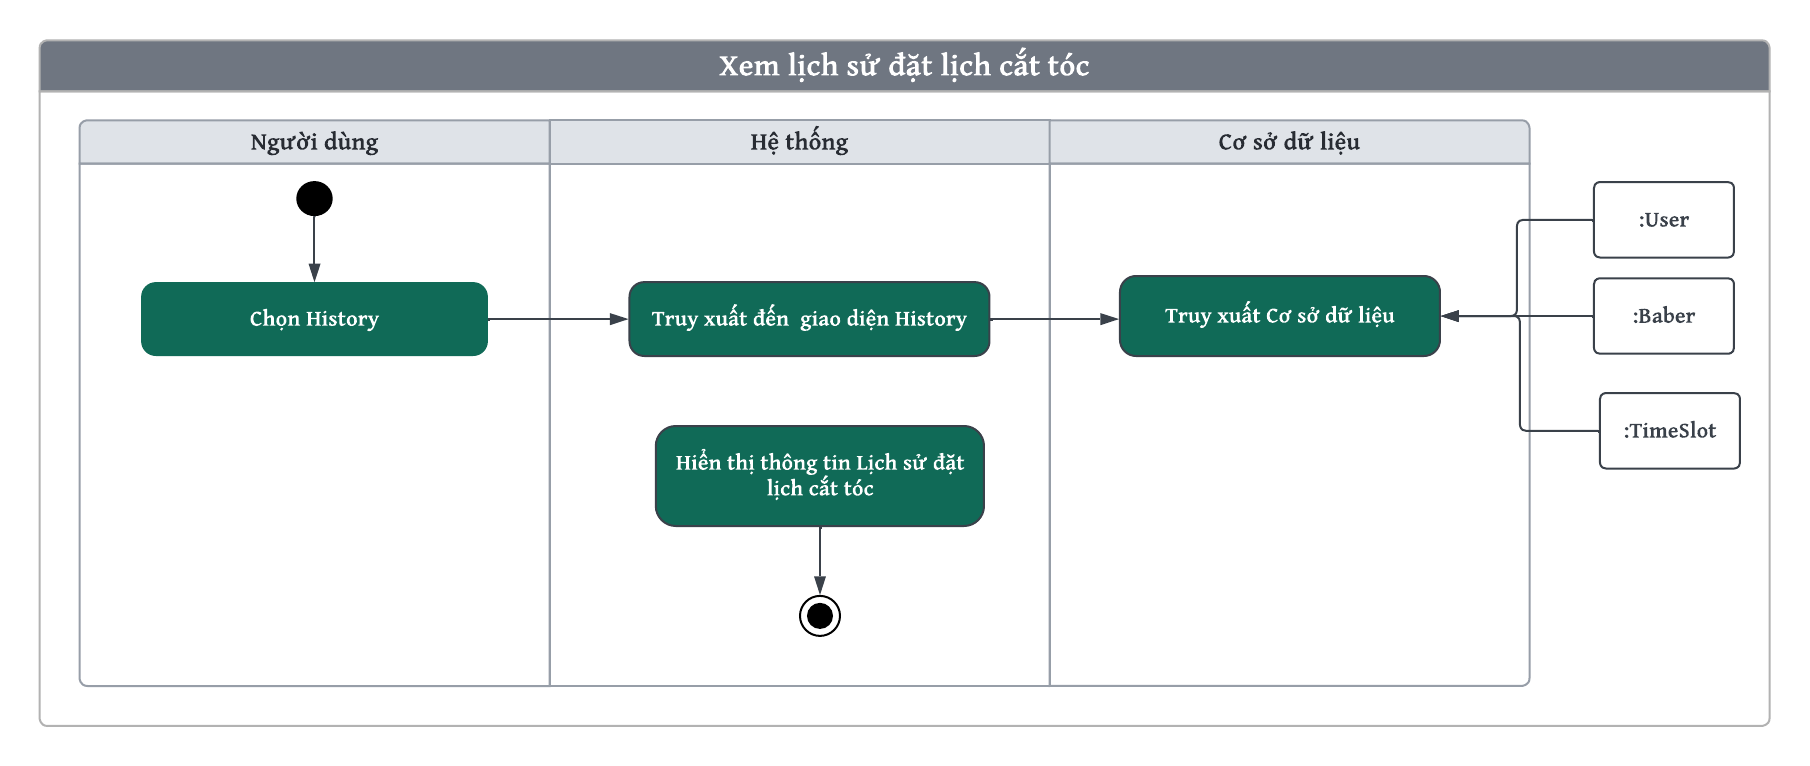 Xem lịch sử đặt lịch cắt tóc
Người dùng
Hệ thống
Cơ sở dữ liệu
:User
Chọn History
Truy xuất đến  giao diện History
Truy xuất Cơ sở dữ liệu
:Baber
:TimeSlot
Hiển thị thông tin Lịch sử đặt
lịch cắt tóc